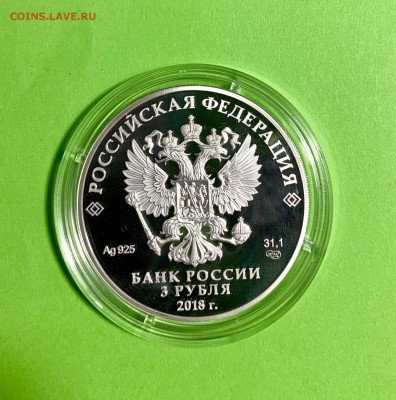 COINS.LAVE.RU
РОССИЙСКАЯ ФЕДЕРАЦИЯ
Ag 925
31,1
БАНК РОССИИ
3 РУБЛЯ
2018 г.